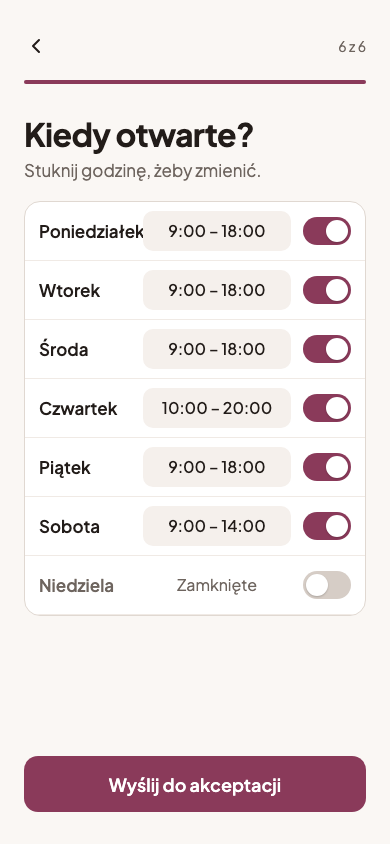 6 z 6
Kiedy otwarte?
Stuknij godzinę, żeby zmienić.
Poniedziałek 9:00 – 18:00
Wtorek 9:00 – 18:00
Środa 9:00 – 18:00
Czwartek 10:00 – 20:00
Piątek 9:00 – 18:00
Sobota 9:00 – 14:00
Niedziela Zamknięte
Wyślij do akceptacji